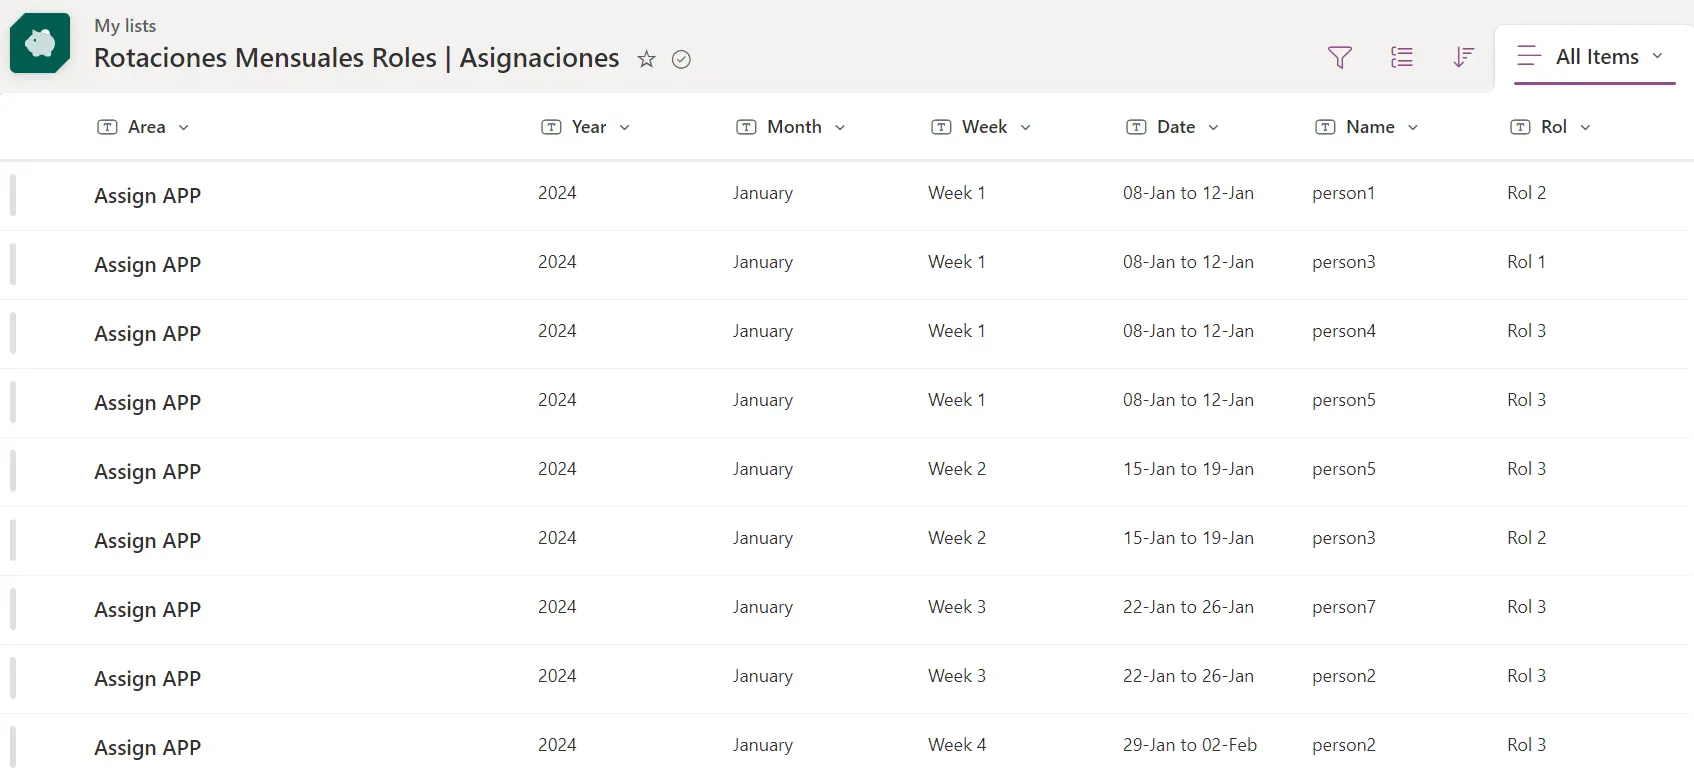 My lists
Rotaciones Mensuales Roles | Asignaciones
All Items
Area Year Month Week Date Name Rol
Assign APP 2024 January Week 1 08-Jan to 12-Jan person1 Rol 2
Assign APP 2024 January Week 1 08-Jan to 12-Jan person3 Rol 1
Assign APP 2024 January Week 1 08-Jan to 12-Jan person4 Rol 3
Assign APP 2024 January Week 1 08-Jan to 12-Jan person5 Rol 3
Assign APP 2024 January Week 2 15-Jan to 19-Jan person5 Rol 3
Assign APP 2024 January Week 2 15-Jan to 19-Jan person3 Rol 2
Assign APP 2024 January Week 3 22-Jan to 26-Jan person7 Rol 3
Assign APP 2024 January Week 3 22-Jan to 26-Jan person2 Rol 3
Assign APP 2024 January Week 4 29-Jan to 02-Feb person2 Rol 3